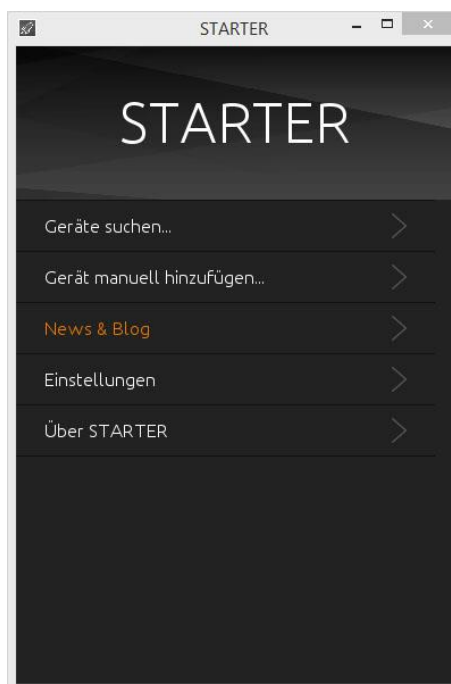 STARTER
STARTER
Geräte suchen...
Gerät manuell hinzufügen...
News & Blog
Einstellungen
Über STARTER